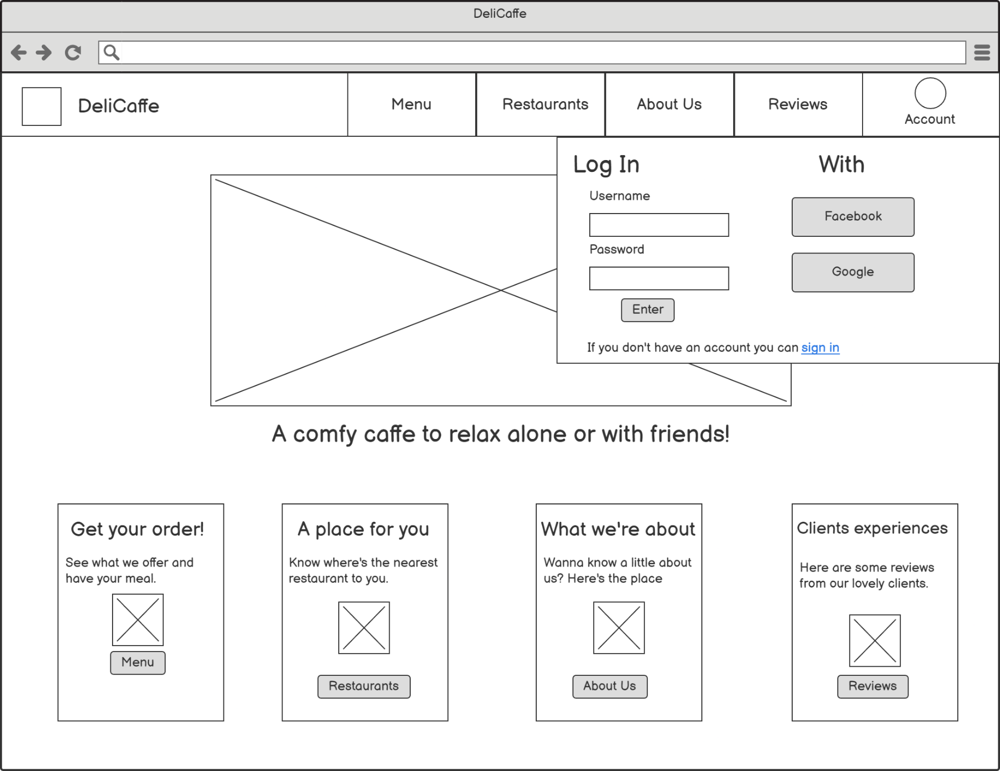 DeliCaffe
DeliCaffe
Menu
Restaurants
About Us
Reviews
Account
Log In
With
Username
Facebook
Password
Google
Enter
If you don't have an account you can sign in
A comfy caffe to relax alone or with friends!
Get your order!
See what we offer and
have your meal.
Menu
A place for you
Know where's the nearest
restaurant to you.
Restaurants
What we're about
Wanna know a little about
us? Here's the place
About Us
Clients experiences
Here are some reviews
from our lovely clients.
Reviews